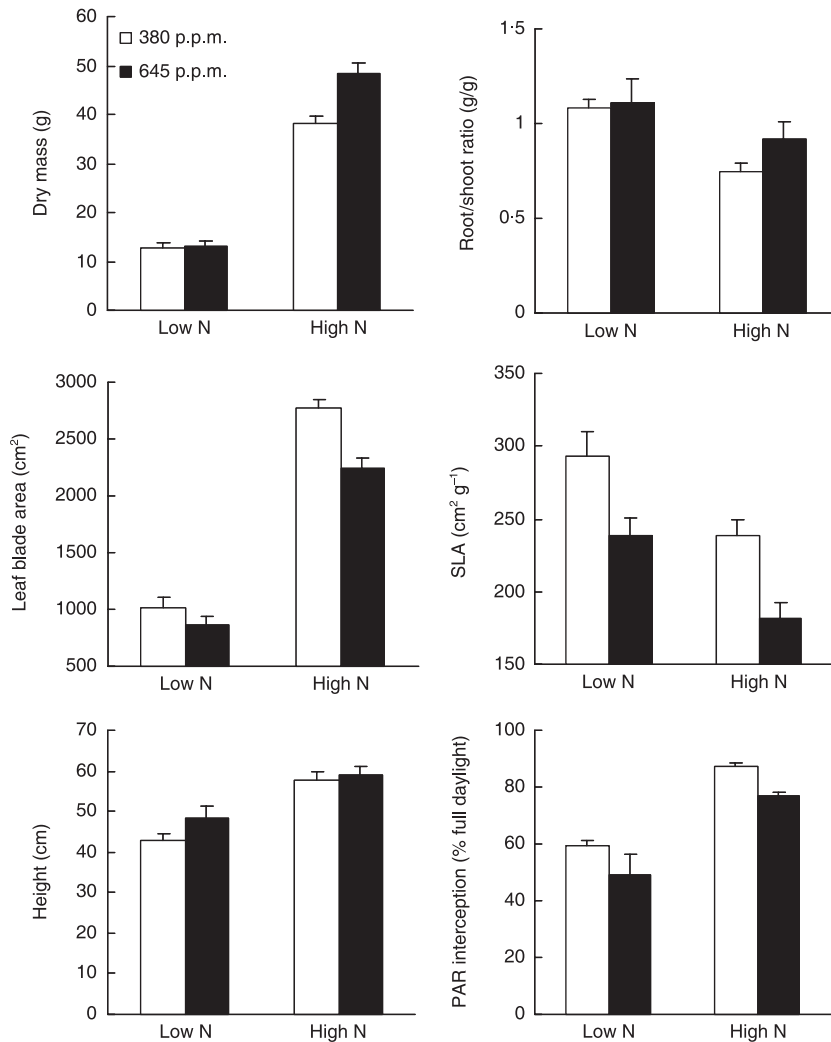 60
50
40
30
20
10
0
Dry mass (g)
380 p.p.m.
645 p.p.m.
Low N
High N
1·5
1
0·5
0
Root/shoot ratio (g/g)
Low N
High N
3000
2500
2000
1500
1000
500
Leaf blade area (cm²)
Low N
High N
350
300
250
200
150
SLA (cm² g⁻¹)
Low N
High N
70
60
50
40
30
20
10
0
Height (cm)
Low N
High N
100
80
60
40
20
0
PAR interception (% full daylight)
Low N
High N